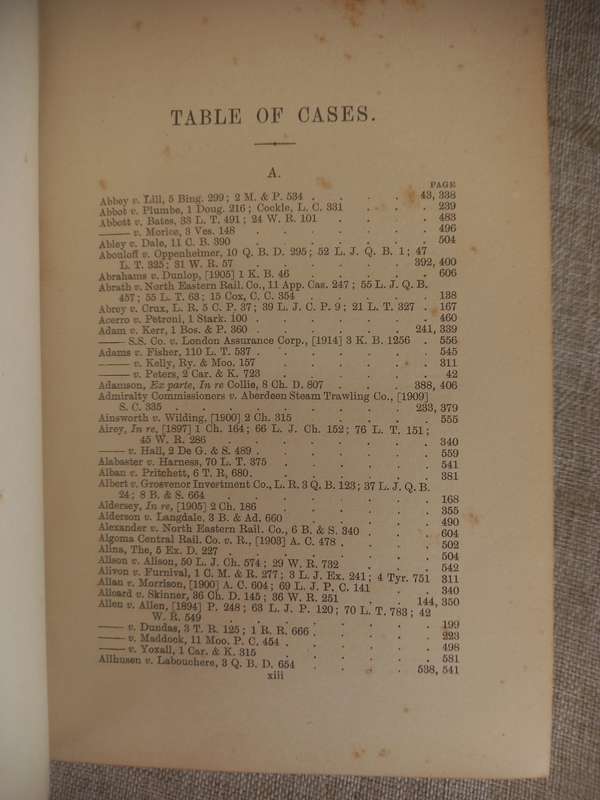 TABLE OF CASES.
A.
PAGE
Abbey v. Lill, 5 Bing. 299; 2 M. & P. 534 . . . . 43, 338
Abbot v. Plumbe, 1 Doug. 216; Cockle, L. C. 331 . . . 239
Abbott v. Bates, 33 L. T. 491; 24 W. R. 101 . . . . 483
—— v. Morice, 3 Ves. 148 . . . . . . 496
Abley v. Dale, 11 C. B. 390 . . . . . . 504
Abouloff v. Oppenheimer, 10 Q. B. D. 295; 52 L. J. Q. B. 1; 47
L. T. 325; 31 W. R. 57 . . . . . . 392, 400
Abrahams v. Dunlop, [1905] 1 K. B. 46 . . . . . 606
Abrath v. North Eastern Rail. Co., 11 App. Cas. 247; 55 L. J. Q. B.
457; 55 L. T. 63; 15 Cox, C. C. 354 . . . . . 138
Abrey v. Crux, L. R. 5 C. P. 37; 39 L. J. C. P. 9; 21 L. T. 327 . 167
Acerro v. Petroni, 1 Stark. 100 . . . . . . 460
Adam v. Kerr, 1 Bos. & P. 360 . . . . . . 241, 339
—— S.S. Co. v. London Assurance Corp., [1914] 3 K. B. 1256 . 556
Adams v. Fisher, 110 L. T. 537 . . . . . . 545
—— v. Kelly, Ry. & Moo. 157 . . . . . . 311
—— v. Peters, 2 Car. & K. 723 . . . . . . 42
Adamson, Ex parte, In re Collie, 8 Ch. D. 807 . . . 388, 406
Admiralty Commissioners v. Aberdeen Steam Trawling Co., [1909]
S. C. 335 . . . . . . . . . 233, 379
Ainsworth v. Wilding, [1900] 2 Ch. 315 . . . . . 555
Airey, In re, [1897] 1 Ch. 164; 66 L. J. Ch. 152; 76 L. T. 151;
45 W. R. 286 . . . . . . . . 340
—— v. Hall, 2 De G. & S. 489 . . . . . . 559
Alabaster v. Harness, 70 L. T. 375 . . . . . 541
Alban v. Pritchett, 6 T. R. 680. . . . . . . 381
Albert v. Grosvenor Invertment Co., L. R. 3 Q. B. 123; 37 L. J. Q. B.
24; 8 B. & S. 664 . . . . . . . 168
Aldersey, In re, [1905] 2 Ch. 186 . . . . . 355
Alderson v. Langdale, 3 B. & Ad. 660 . . . . . 490
Alexander v. North Eastern Rail. Co., 6 B. & S. 340 . . . 604
Algoma Central Rail. Co. v. R., [1903] A. C. 478 . . . . 502
Alina, The, 5 Ex. D. 227 . . . . . . . 504
Alison v. Alison, 50 L. J. Ch. 574; 29 W. R. 732 . . . . 542
Alivon v. Furnival, 1 C. M. & R. 277; 3 L. J. Ex. 241; 4 Tyr. 751 311
Allan v. Morrison, [1900] A. C. 604; 69 L. J. P. C. 141 . . 340
Allcard v. Skinner, 36 Ch. D. 145; 36 W. R. 251 . . 144, 350
Allen v. Allen, [1894] P. 248; 63 L. J. P. 120; 70 L. T. 783; 42
W. R. 549 . . . . . . . . . 199
—— v. Dundas, 3 T. R. 125; 1 R. R. 666 . . . . . 223
—— v. Maddock, 11 Moo. P. C. 454 . . . . . . 498
—— v. Yoxall, 1 Car. & K. 315 . . . . . . 581
Allhusen v. Labouchere, 3 Q. B. D. 654 . . . . 538, 541
xiii